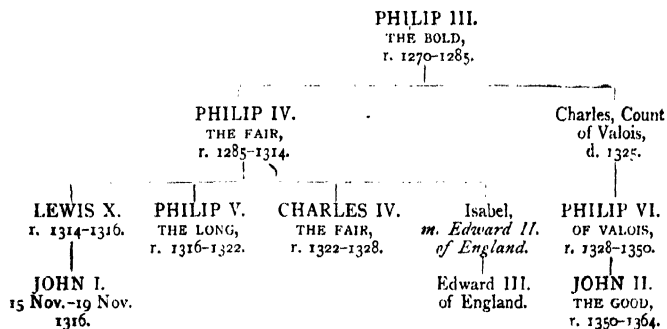 PHILIP III.
THE BOLD,
r. 1270–1285.
PHILIP IV.
THE FAIR,
r. 1285–1314.
Charles, Count
of Valois,
d. 1325.
LEWIS X.
r. 1314–1316.
PHILIP V.
THE LONG,
r. 1316–1322.
CHARLES IV.
THE FAIR,
r. 1322–1328.
Isabel,
m. Edward II.
of England.
PHILIP VI.
OF VALOIS,
r. 1328–1350.
JOHN I.
15 Nov.–19 Nov.
1316.
Edward III.
of England.
JOHN II.
THE GOOD,
r. 1350–1364.